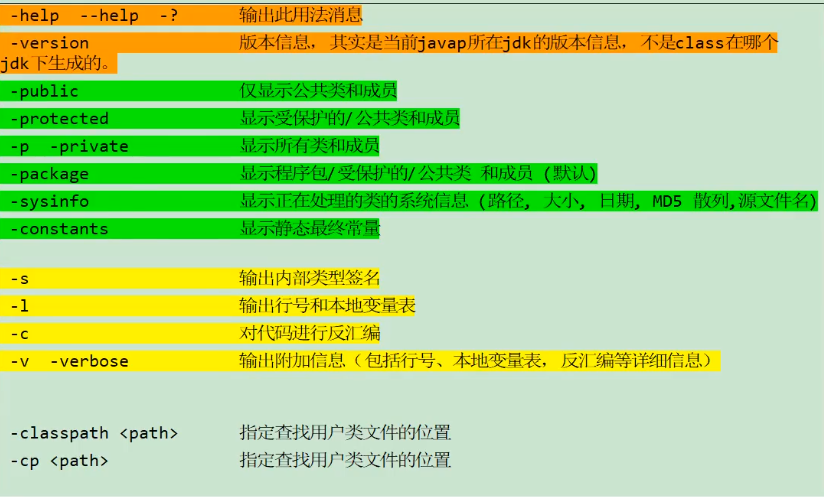 -help --help -? 输出此用法消息
-version 版本信息，其实是当前javap所在jdk的版本信息，不是class在哪个
jdk下生成的。
-public 仅显示公共类和成员
-protected 显示受保护的/公共类和成员
-p -private 显示所有类和成员
-package 显示程序包/受保护的/公共类 和成员 (默认)
-sysinfo 显示正在处理的类的系统信息 (路径, 大小, 日期, MD5 散列,源文件名)
-constants 显示静态最终常量
-s 输出内部类型签名
-l 输出行号和本地变量表
-c 对代码进行反汇编
-v -verbose 输出附加信息（包括行号、本地变量表，反汇编等详细信息）
-classpath <path> 指定查找用户类文件的位置
-cp <path> 指定查找用户类文件的位置